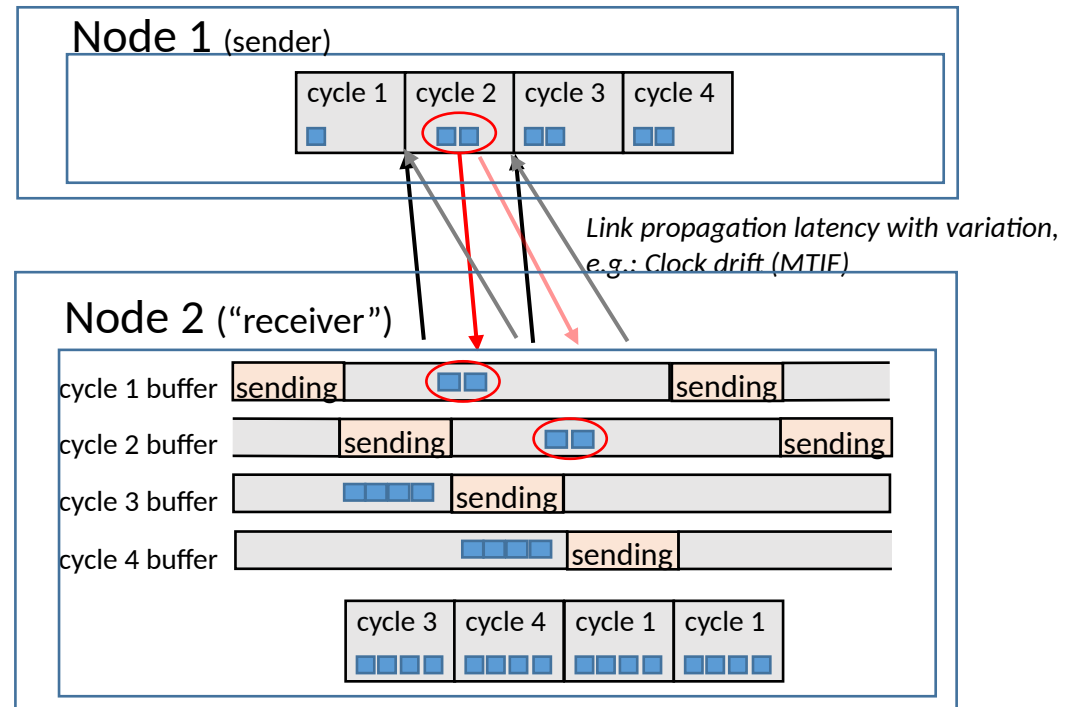 Node 1 (sender)
cycle 1
cycle 2
cycle 3
cycle 4
Link propagation latency with variation,
e.g.: Clock drift (MTIF)
Node 2 (“receiver”)
cycle 1 buffer
sending
sending
cycle 2 buffer
sending
sending
cycle 3 buffer
sending
cycle 4 buffer
sending
cycle 3
cycle 4
cycle 1
cycle 1